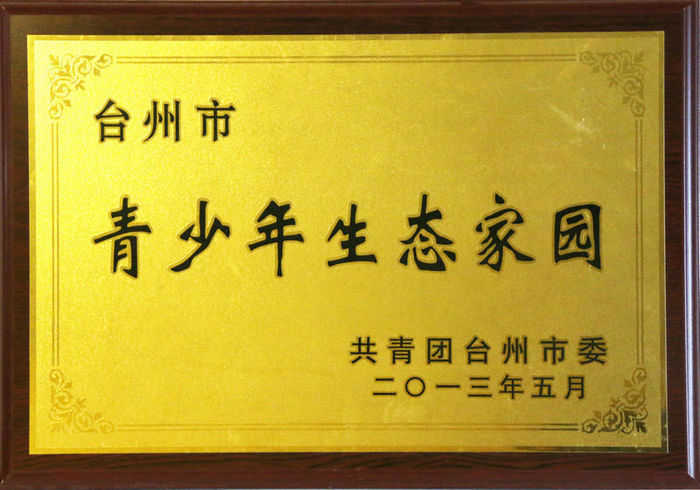 台州市
青少年生态家园
共青团台州市委
二〇一三年五月